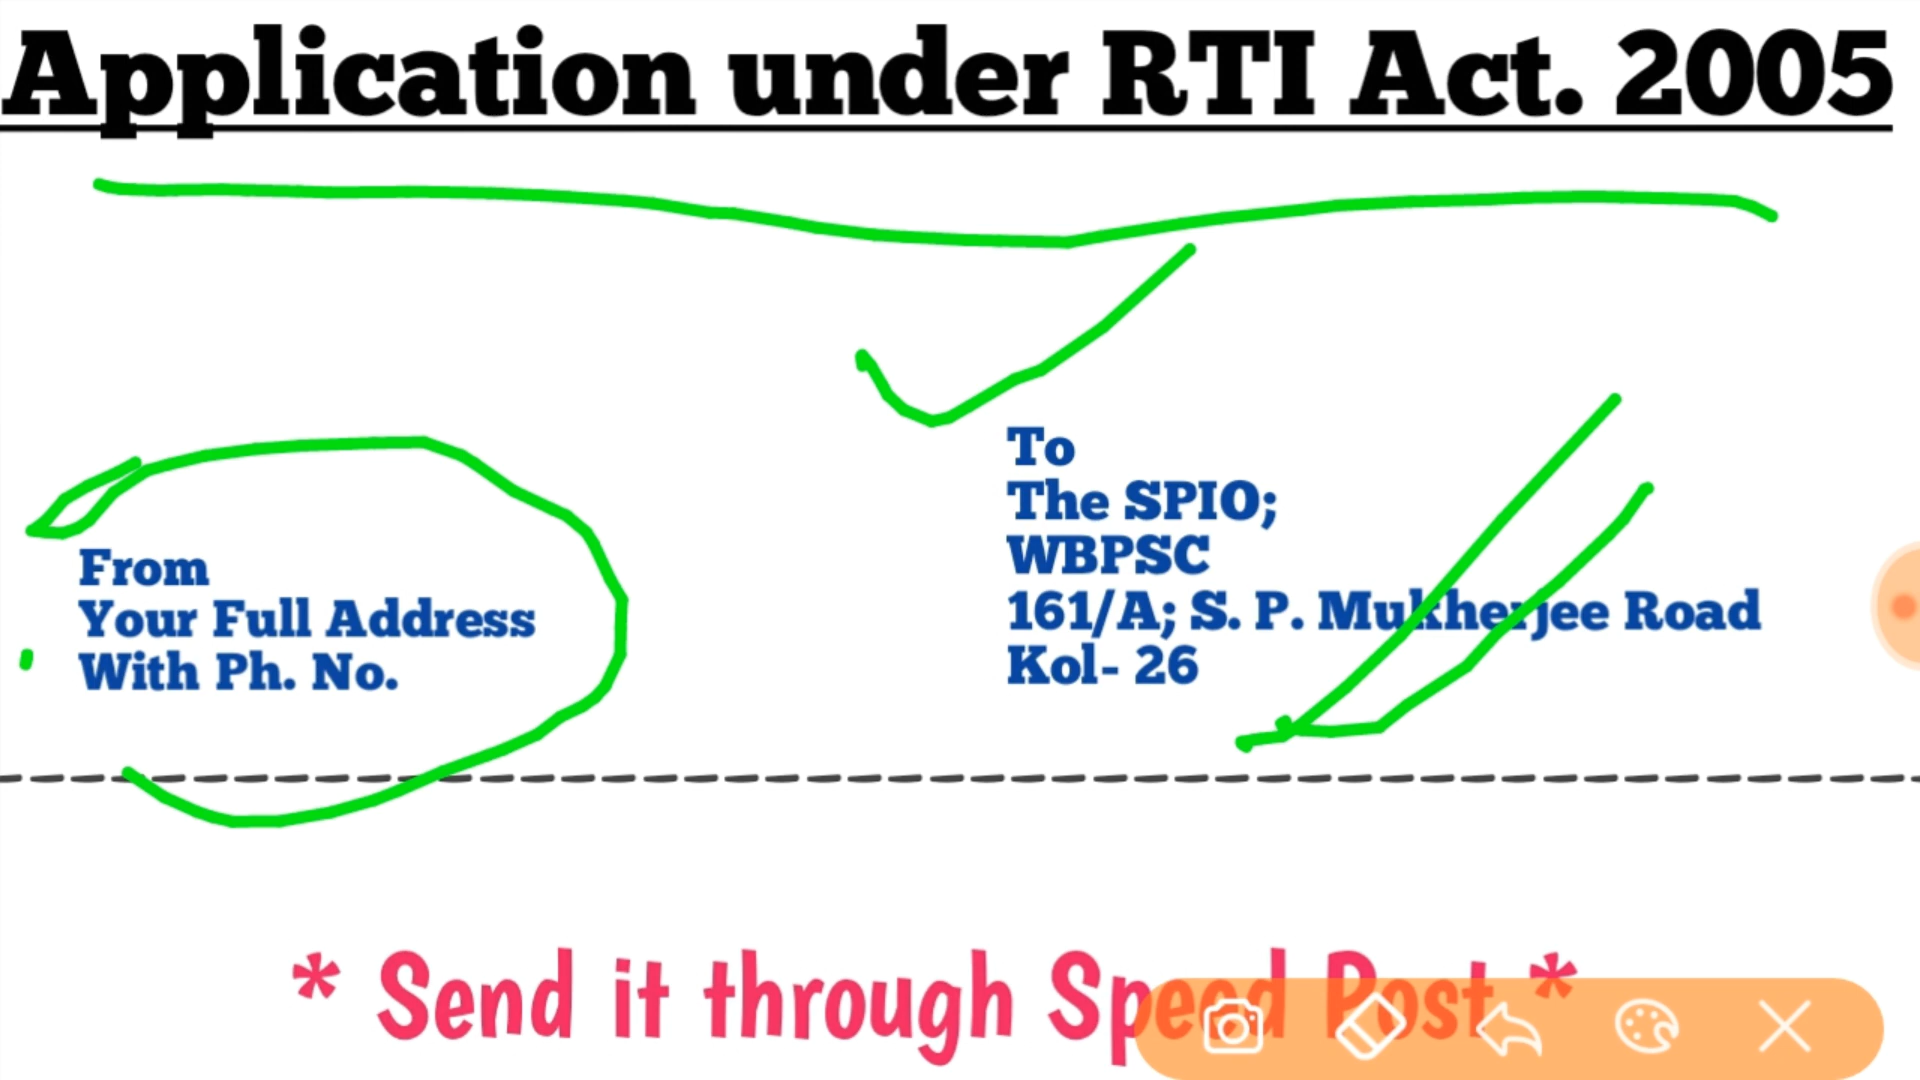 Application under RTI Act. 2005
To
The SPIO;
WBPSC
161/A; S. P. Mukherjee Road
Kol- 26
From
Your Full Address
With Ph. No.
* Send it through Speed Post *